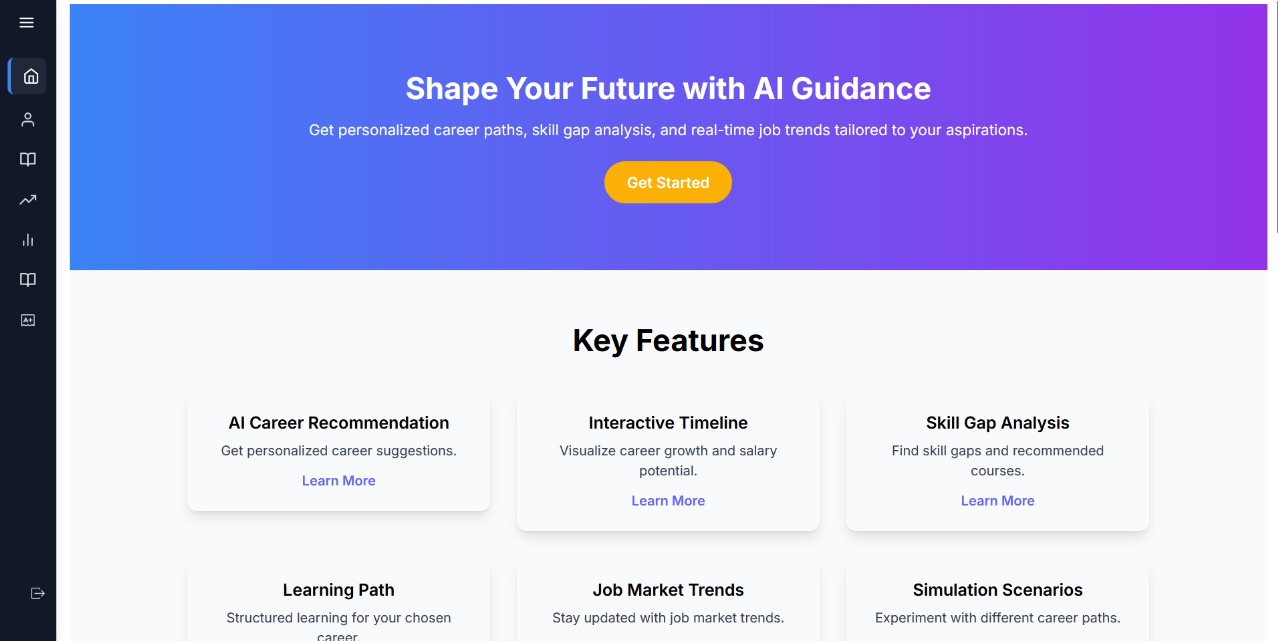 Shape Your Future with AI Guidance
Get personalized career paths, skill gap analysis, and real-time job trends tailored to your aspirations.
Get Started
Key Features
AI Career Recommendation
Get personalized career suggestions.
Learn More
Interactive Timeline
Visualize career growth and salary
potential.
Learn More
Skill Gap Analysis
Find skill gaps and recommended
courses.
Learn More
Learning Path
Structured learning for your chosen
career.
Job Market Trends
Stay updated with job market trends.
Simulation Scenarios
Experiment with different career paths.
A+